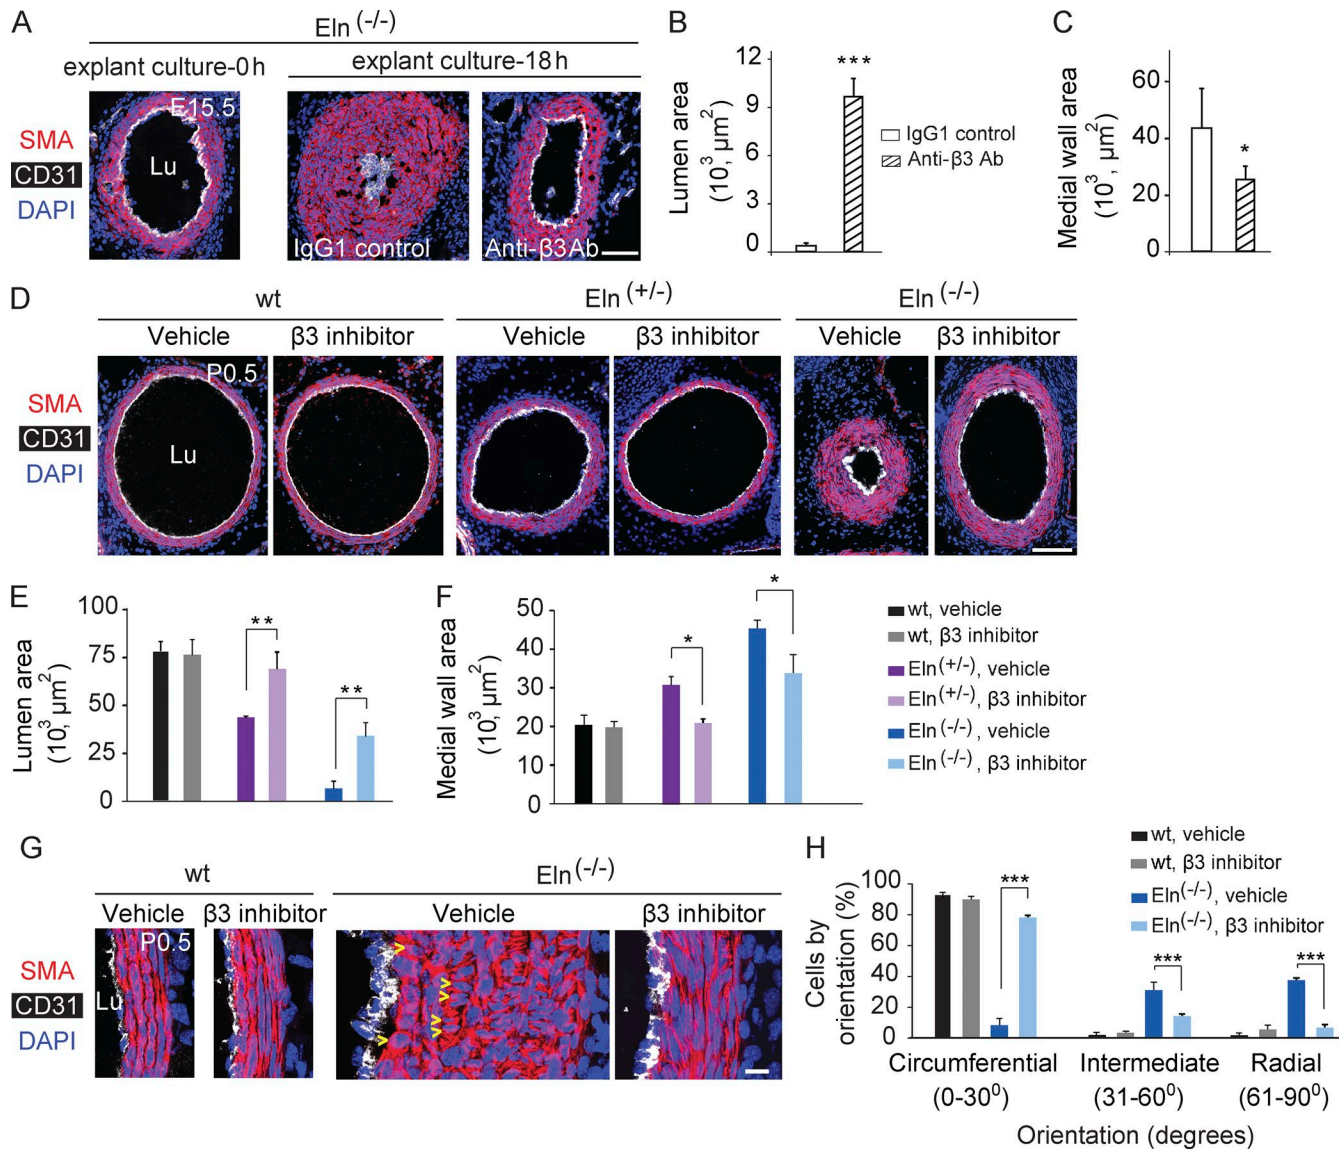 A
Eln(-/-)
explant culture-0h
explant culture-18h
SMA
CD31
DAPI
E15.5
Lu
IgG1 control
Anti-β3Ab
B
Lumen area
(10³, µm²)
12
9
6
3
0
***
IgG1 control
Anti-β3 Ab
C
Medial wall area
(10³, µm²)
60
40
20
0
*
D
wt
Eln(+/-)
Eln(-/-)
Vehicle
β3 inhibitor
Vehicle
β3 inhibitor
Vehicle
β3 inhibitor
SMA
CD31
DAPI
P0.5
Lu
E
Lumen area
(10³, µm²)
100
75
50
25
0
**
**
F
Medial wall area
(10³, µm²)
50
40
30
20
10
0
*
*
wt, vehicle
wt, β3 inhibitor
Eln(+/-), vehicle
Eln(+/-), β3 inhibitor
Eln(-/-), vehicle
Eln(-/-), β3 inhibitor
G
wt
Eln(-/-)
Vehicle
β3 inhibitor
Vehicle
β3 inhibitor
SMA
CD31
DAPI
P0.5
Lu
H
wt, vehicle
wt, β3 inhibitor
Eln(-/-), vehicle
Eln(-/-), β3 inhibitor
Cells by
orientation (%)
100
80
60
40
20
0
***
***
***
Circumferential
(0-30⁰)
Intermediate
(31-60⁰)
Radial
(61-90⁰)
Orientation (degrees)